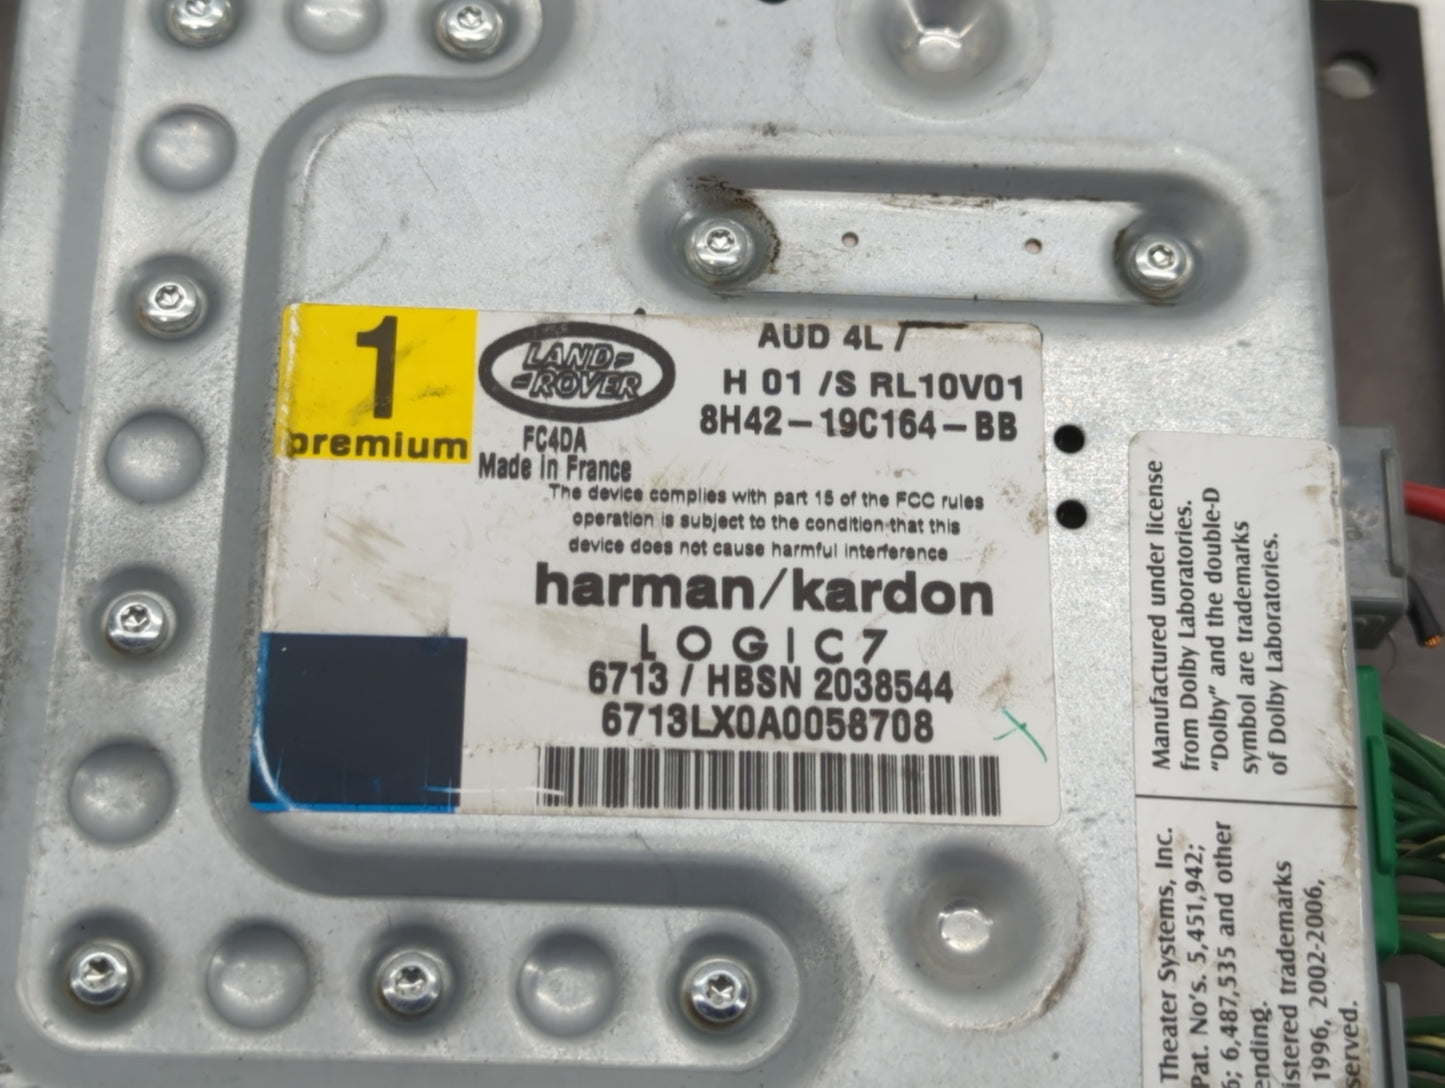 1
premium
LAND-
-ROVER
FC4DA
Made in France
AUD 4L /
H 01 /S RL10V01
8H42-19C164-BB
The device complies with part 15 of the FCC rules
operation is subject to the condition that this
device does not cause harmful interference
harman/kardon
LOGIC7
6713 / HBSN 2038544
6713LX0A0058708
Manufactured under license
from Dolby Laboratories.
"Dolby" and the double-D
symbol are trademarks
of Dolby Laboratories.
Theater Systems, Inc.
Pat. No's. 5,451,942;
6; 6,487,535 and other
ending.
stered trademarks
1996, 2002-2006,
served.